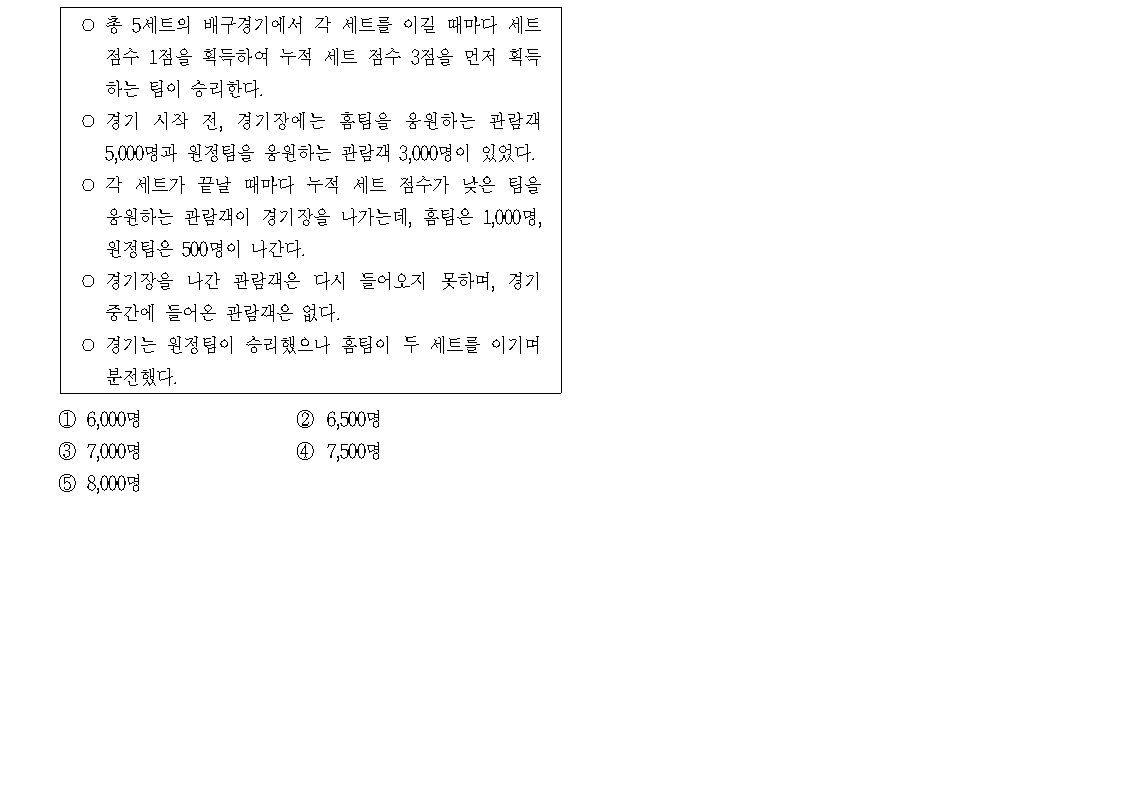 ○ 총 5세트의 배구경기에서 각 세트를 이길 때마다 세트
점수 1점을 획득하여 누적 세트 점수 3점을 먼저 획득
하는 팀이 승리한다.
○ 경기 시작 전, 경기장에는 홈팀을 응원하는 관람객
5,000명과 원정팀을 응원하는 관람객 3,000명이 있었다.
○ 각 세트가 끝날 때마다 누적 세트 점수가 낮은 팀을
응원하는 관람객이 경기장을 나가는데, 홈팀은 1,000명,
원정팀은 500명이 나간다.
○ 경기장을 나간 관람객은 다시 들어오지 못하며, 경기
중간에 들어온 관람객은 없다.
○ 경기는 원정팀이 승리했으나 홈팀이 두 세트를 이기며
분전했다.
① 6,000명 ② 6,500명
③ 7,000명 ④ 7,500명
⑤ 8,000명